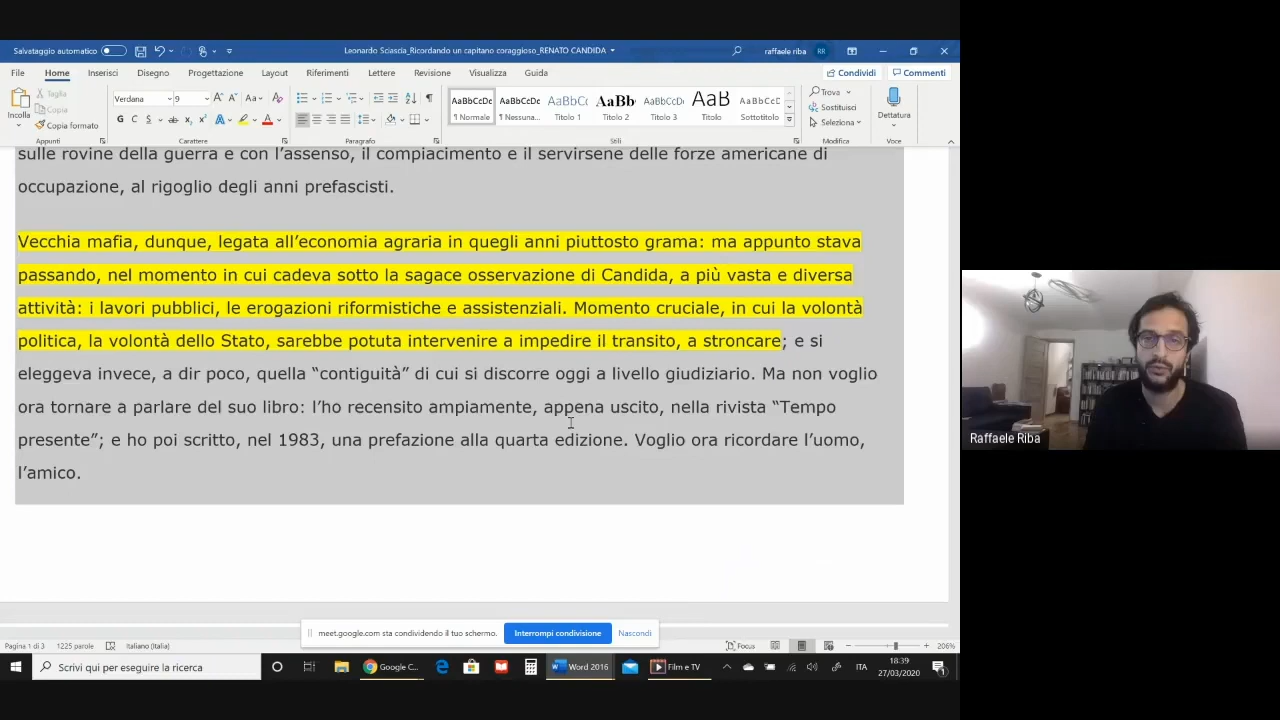 Salvataggio automatico
Leonardo Sciascia_Ricordando un capitano coraggioso_RENATO CANDIDA
raffaele riba
RR
File Home Inserisci Disegno Progettazione Layout Riferimenti Lettere Revisione Visualizza Guida
Condividi Commenti
Incolla
Taglia
Copia
Copia formato
Appunti
Verdana 9
Carattere
Paragrafo
AaBbCcDc AaBbCcDc AaBbC AaBb AaBbCcD AaB AaBbCcC
¶ Normale ¶ Nessuna... Titolo 1 Titolo 2 Titolo 3 Titolo Sottotitolo
Stili
Trova
Sostituisci
Seleziona
Modifica
Dettatura
Voce
sulle rovine della guerra e con l’assenso, il compiacimento e il servirsene delle forze americane di
occupazione, al rigoglio degli anni prefascisti.
Vecchia mafia, dunque, legata all’economia agraria in quegli anni piuttosto grama: ma appunto stava
passando, nel momento in cui cadeva sotto la sagace osservazione di Candida, a più vasta e diversa
attività: i lavori pubblici, le erogazioni riformistiche e assistenziali. Momento cruciale, in cui la volontà
politica, la volontà dello Stato, sarebbe potuta intervenire a impedire il transito, a stroncare; e si
eleggeva invece, a dir poco, quella “contiguità” di cui si discorre oggi a livello giudiziario. Ma non voglio
ora tornare a parlare del suo libro: l’ho recensito ampiamente, appena uscito, nella rivista “Tempo
presente”; e ho poi scritto, nel 1983, una prefazione alla quarta edizione. Voglio ora ricordare l’uomo,
l’amico.
Raffaele Riba
meet.google.com sta condividendo il tuo schermo. Interrompi condivisione Nascondi
Pagina 1 di 3 1225 parole Italiano (Italia) Focus 206%
Scrivi qui per eseguire la ricerca
Google C...
Word 2016
Film e TV
ITA
18:39
27/03/2020